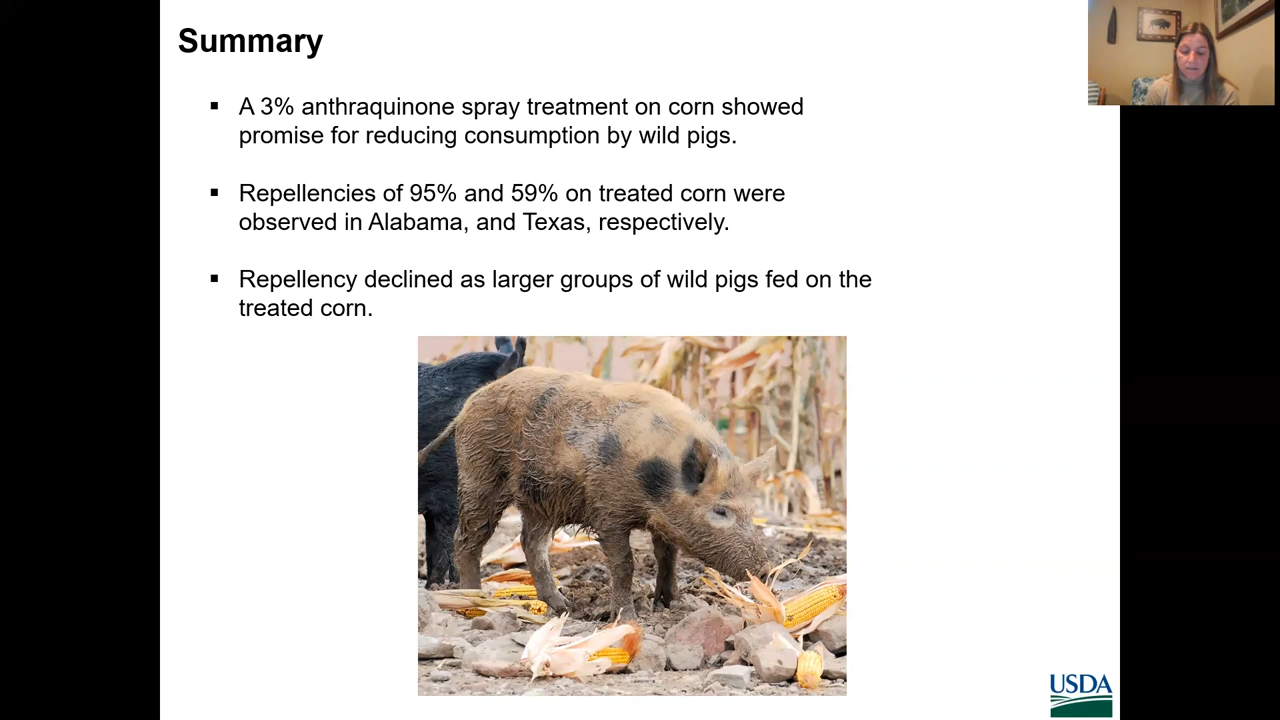 Summary
▪ A 3% anthraquinone spray treatment on corn showed
promise for reducing consumption by wild pigs.
▪ Repellencies of 95% and 59% on treated corn were
observed in Alabama, and Texas, respectively.
▪ Repellency declined as larger groups of wild pigs fed on the
treated corn.
USDA